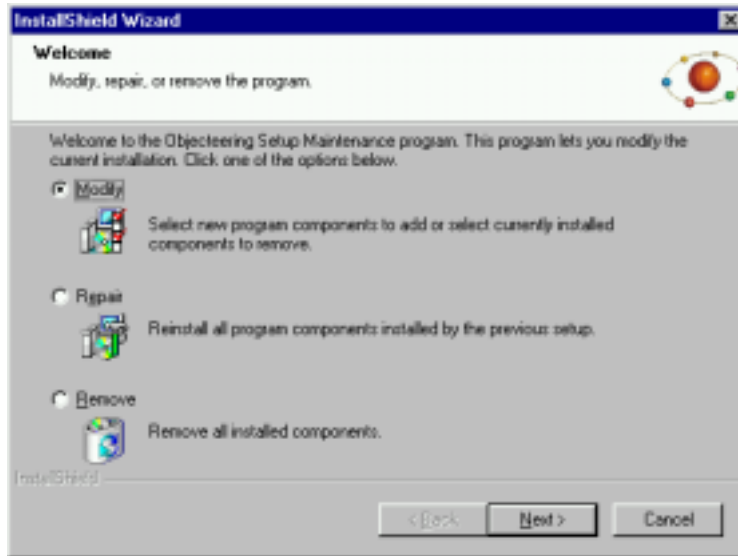 InstallShield Wizard
Welcome
Modify, repair, or remove the program.
Welcome to the Objecteering Setup Maintenance program. This program lets you modify the
current installation. Click one of the options below.
Modify
Select new program components to add or select currently installed
components to remove.
Repair
Reinstall all program components installed by the previous setup.
Remove
Remove all installed components.
InstallShield
< Back
Next >
Cancel